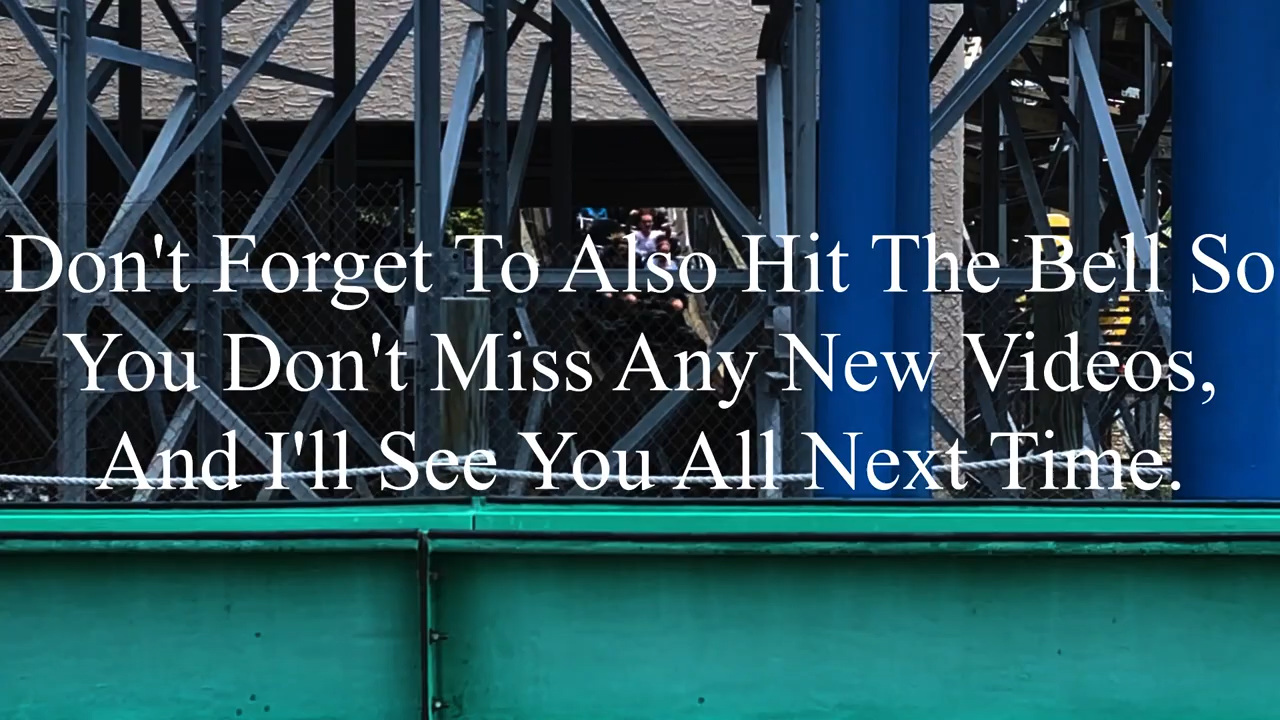 Don't Forget To Also Hit The Bell So
You Don't Miss Any New Videos,
And I'll See You All Next Time.